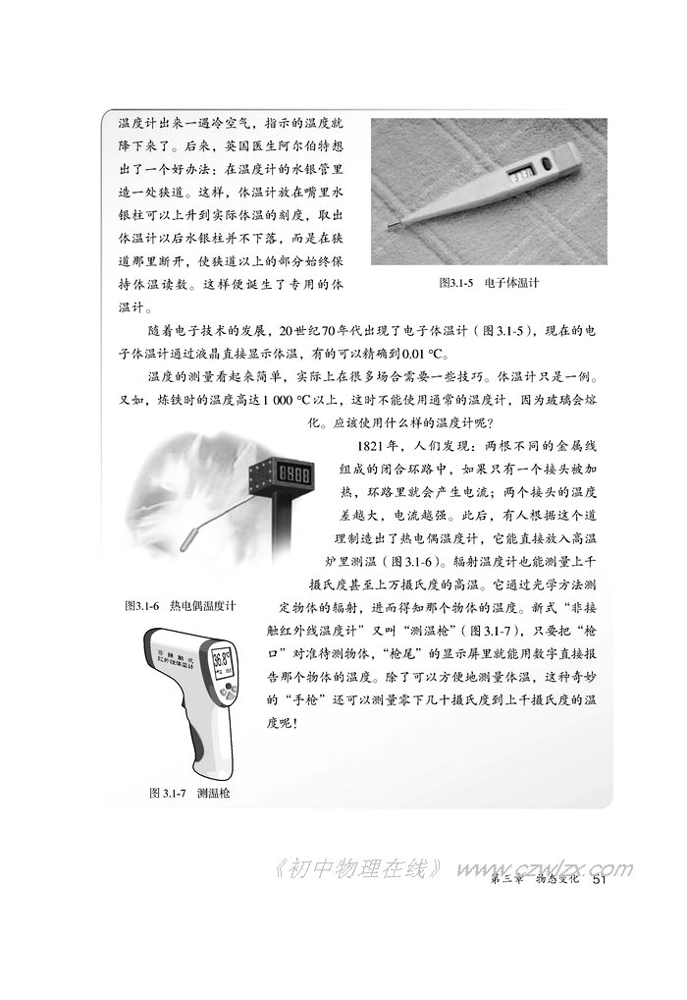 温度计出来一遇冷空气，指示的温度就
降下来了。后来，英国医生阿尔伯特想
出了一个好办法：在温度计的水银管里
造一处狭道。这样，体温计放在嘴里水
银柱可以上升到实际体温的刻度，取出
体温计以后水银柱并不下落，而是在狭
道那里断开，使狭道以上的部分始终保
持体温读数。这样便诞生了专用的体
温计。
图3.1-5 电子体温计
随着电子技术的发展，20世纪70年代出现了电子体温计（图3.1-5），现在的电
子体温计通过液晶直接显示体温，有的可以精确到0.01 °C。
温度的测量看起来简单，实际上在很多场合需要一些技巧。体温计只是一例。
又如，炼铁时的温度高达1 000 °C以上，这时不能使用通常的温度计，因为玻璃会熔
化。应该使用什么样的温度计呢？
1821年，人们发现：两根不同的金属线
组成的闭合环路中，如果只有一个接头被加
热，环路里就会产生电流；两个接头的温度
差越大，电流越强。此后，有人根据这个道
理制造出了热电偶温度计，它能直接放入高温
炉里测温（图3.1-6）。辐射温度计也能测量上千
摄氏度甚至上万摄氏度的高温。它通过光学方法测
定物体的辐射，进而得知那个物体的温度。新式“非接
触红外线温度计”又叫“测温枪”（图3.1-7），只要把“枪
口”对准待测物体，“枪尾”的显示屏里就能用数字直接报
告那个物体的温度。除了可以方便地测量体温，这种奇妙
的“手枪”还可以测量零下几十摄氏度到上千摄氏度的温
度呢！
8888
图3.1-6 热电偶温度计
非接触式
红外线体温计
36.8°
图 3.1-7 测温枪
《初中物理在线》 www.czwlzx.com
第三章 物态变化 51